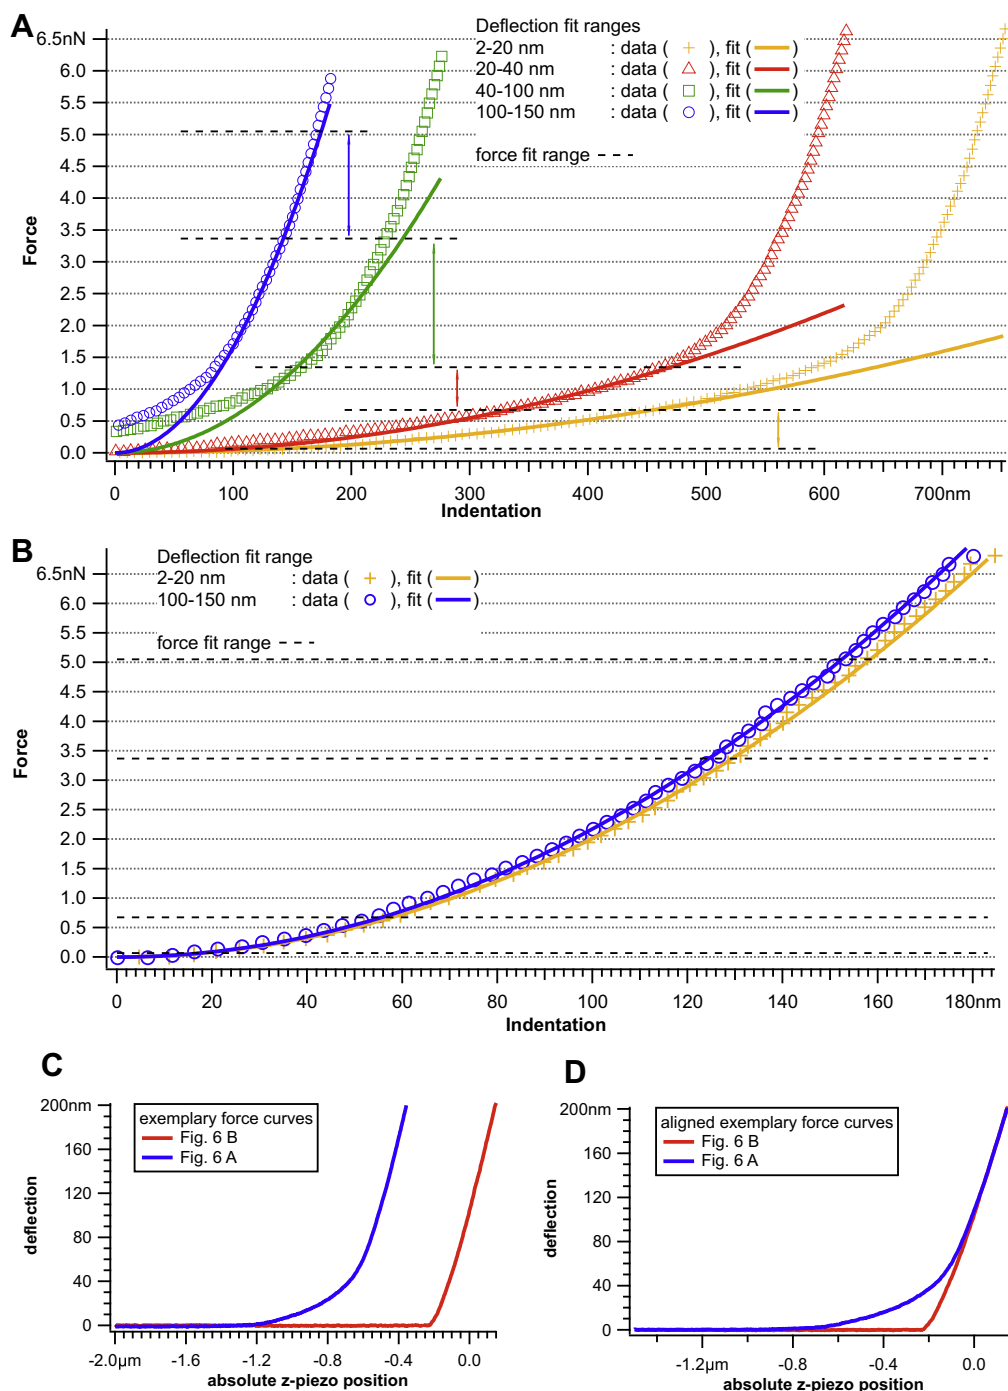 A
Deflection fit ranges
2-20 nm : data ( + ), fit ( )
20-40 nm : data ( △ ), fit ( )
40-100 nm : data ( □ ), fit ( )
100-150 nm : data ( ○ ), fit ( )
force fit range
6.5nN
6.0
5.5
5.0
4.5
4.0
3.5
3.0
2.5
2.0
1.5
1.0
0.5
0.0
Force
0 100 200 300 400 500 600 700nm
Indentation
B
Deflection fit range
2-20 nm : data ( + ), fit ( )
100-150 nm : data ( ○ ), fit ( )
force fit range
6.5nN
6.0
5.5
5.0
4.5
4.0
3.5
3.0
2.5
2.0
1.5
1.0
0.5
0.0
Force
0 20 40 60 80 100 120 140 160 180nm
Indentation
C
exemplary force curves
Fig. 6 B
Fig. 6 A
200nm
160
120
80
40
0
deflection
-2.0µm -1.6 -1.2 -0.8 -0.4 0.0
absolute z-piezo position
D
aligned exemplary force curves
Fig. 6 B
Fig. 6 A
200nm
160
120
80
40
0
deflection
-1.2µm -0.8 -0.4 0.0
absolute z-piezo position